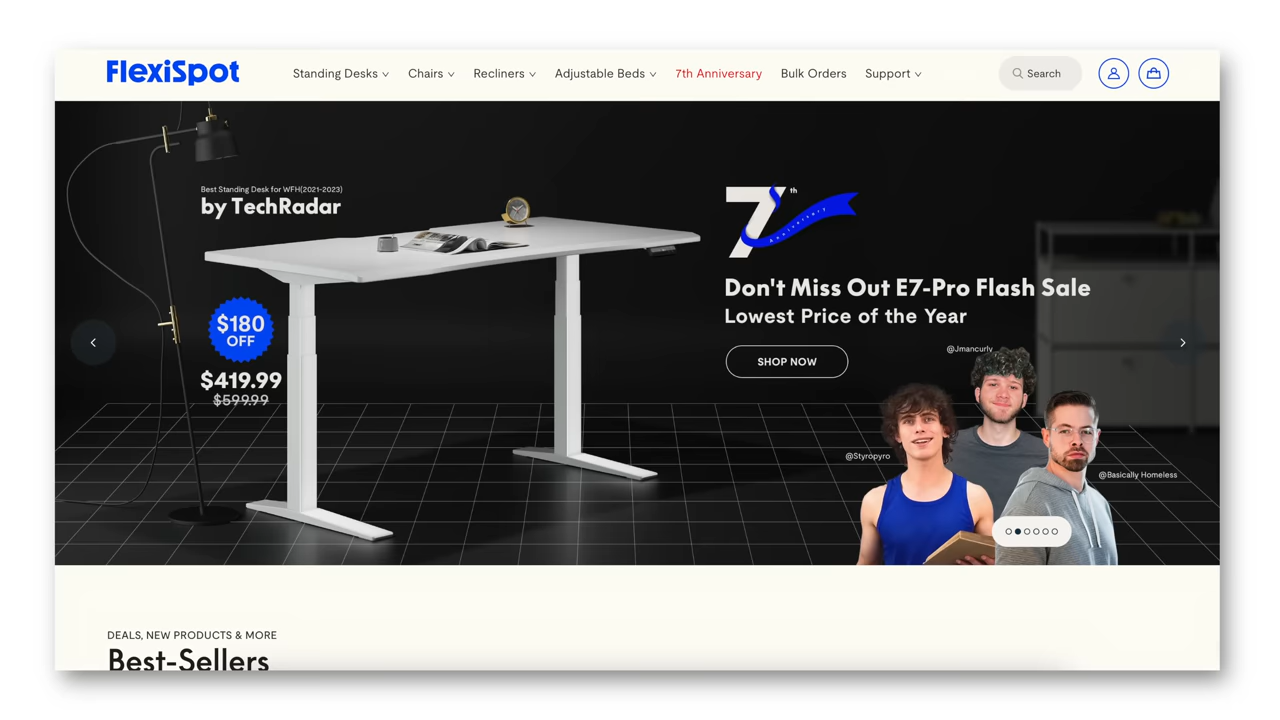 FlexiSpot
Standing Desks
Chairs
Recliners
Adjustable Beds
7th Anniversary
Bulk Orders
Support
Search
Best Standing Desk for WFH(2021-2023)
by TechRadar
$180
OFF
$419.99
$599.99
7th
Anniversary
Don't Miss Out E7-Pro Flash Sale
Lowest Price of the Year
SHOP NOW
@Jmancurly
@Styropyro
@Basically Homeless
DEALS, NEW PRODUCTS & MORE
Best-Sellers